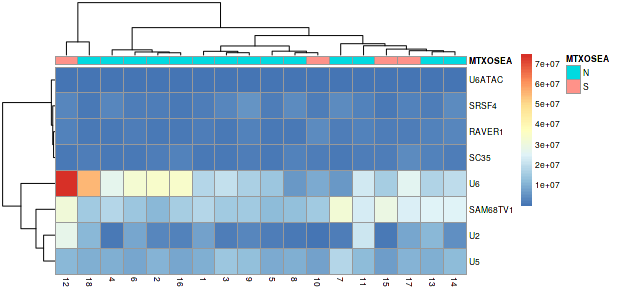 MTXOSEA
U6ATAC
SRSF4
RAVER1
SC35
U6
SAM68TV1
U2
U5
12 18 4 6 2 16 1 3 9 5 8 10 7 11 15 17 13 14
7e+07
6e+07
5e+07
4e+07
3e+07
2e+07
1e+07
MTXOSEA
N
S